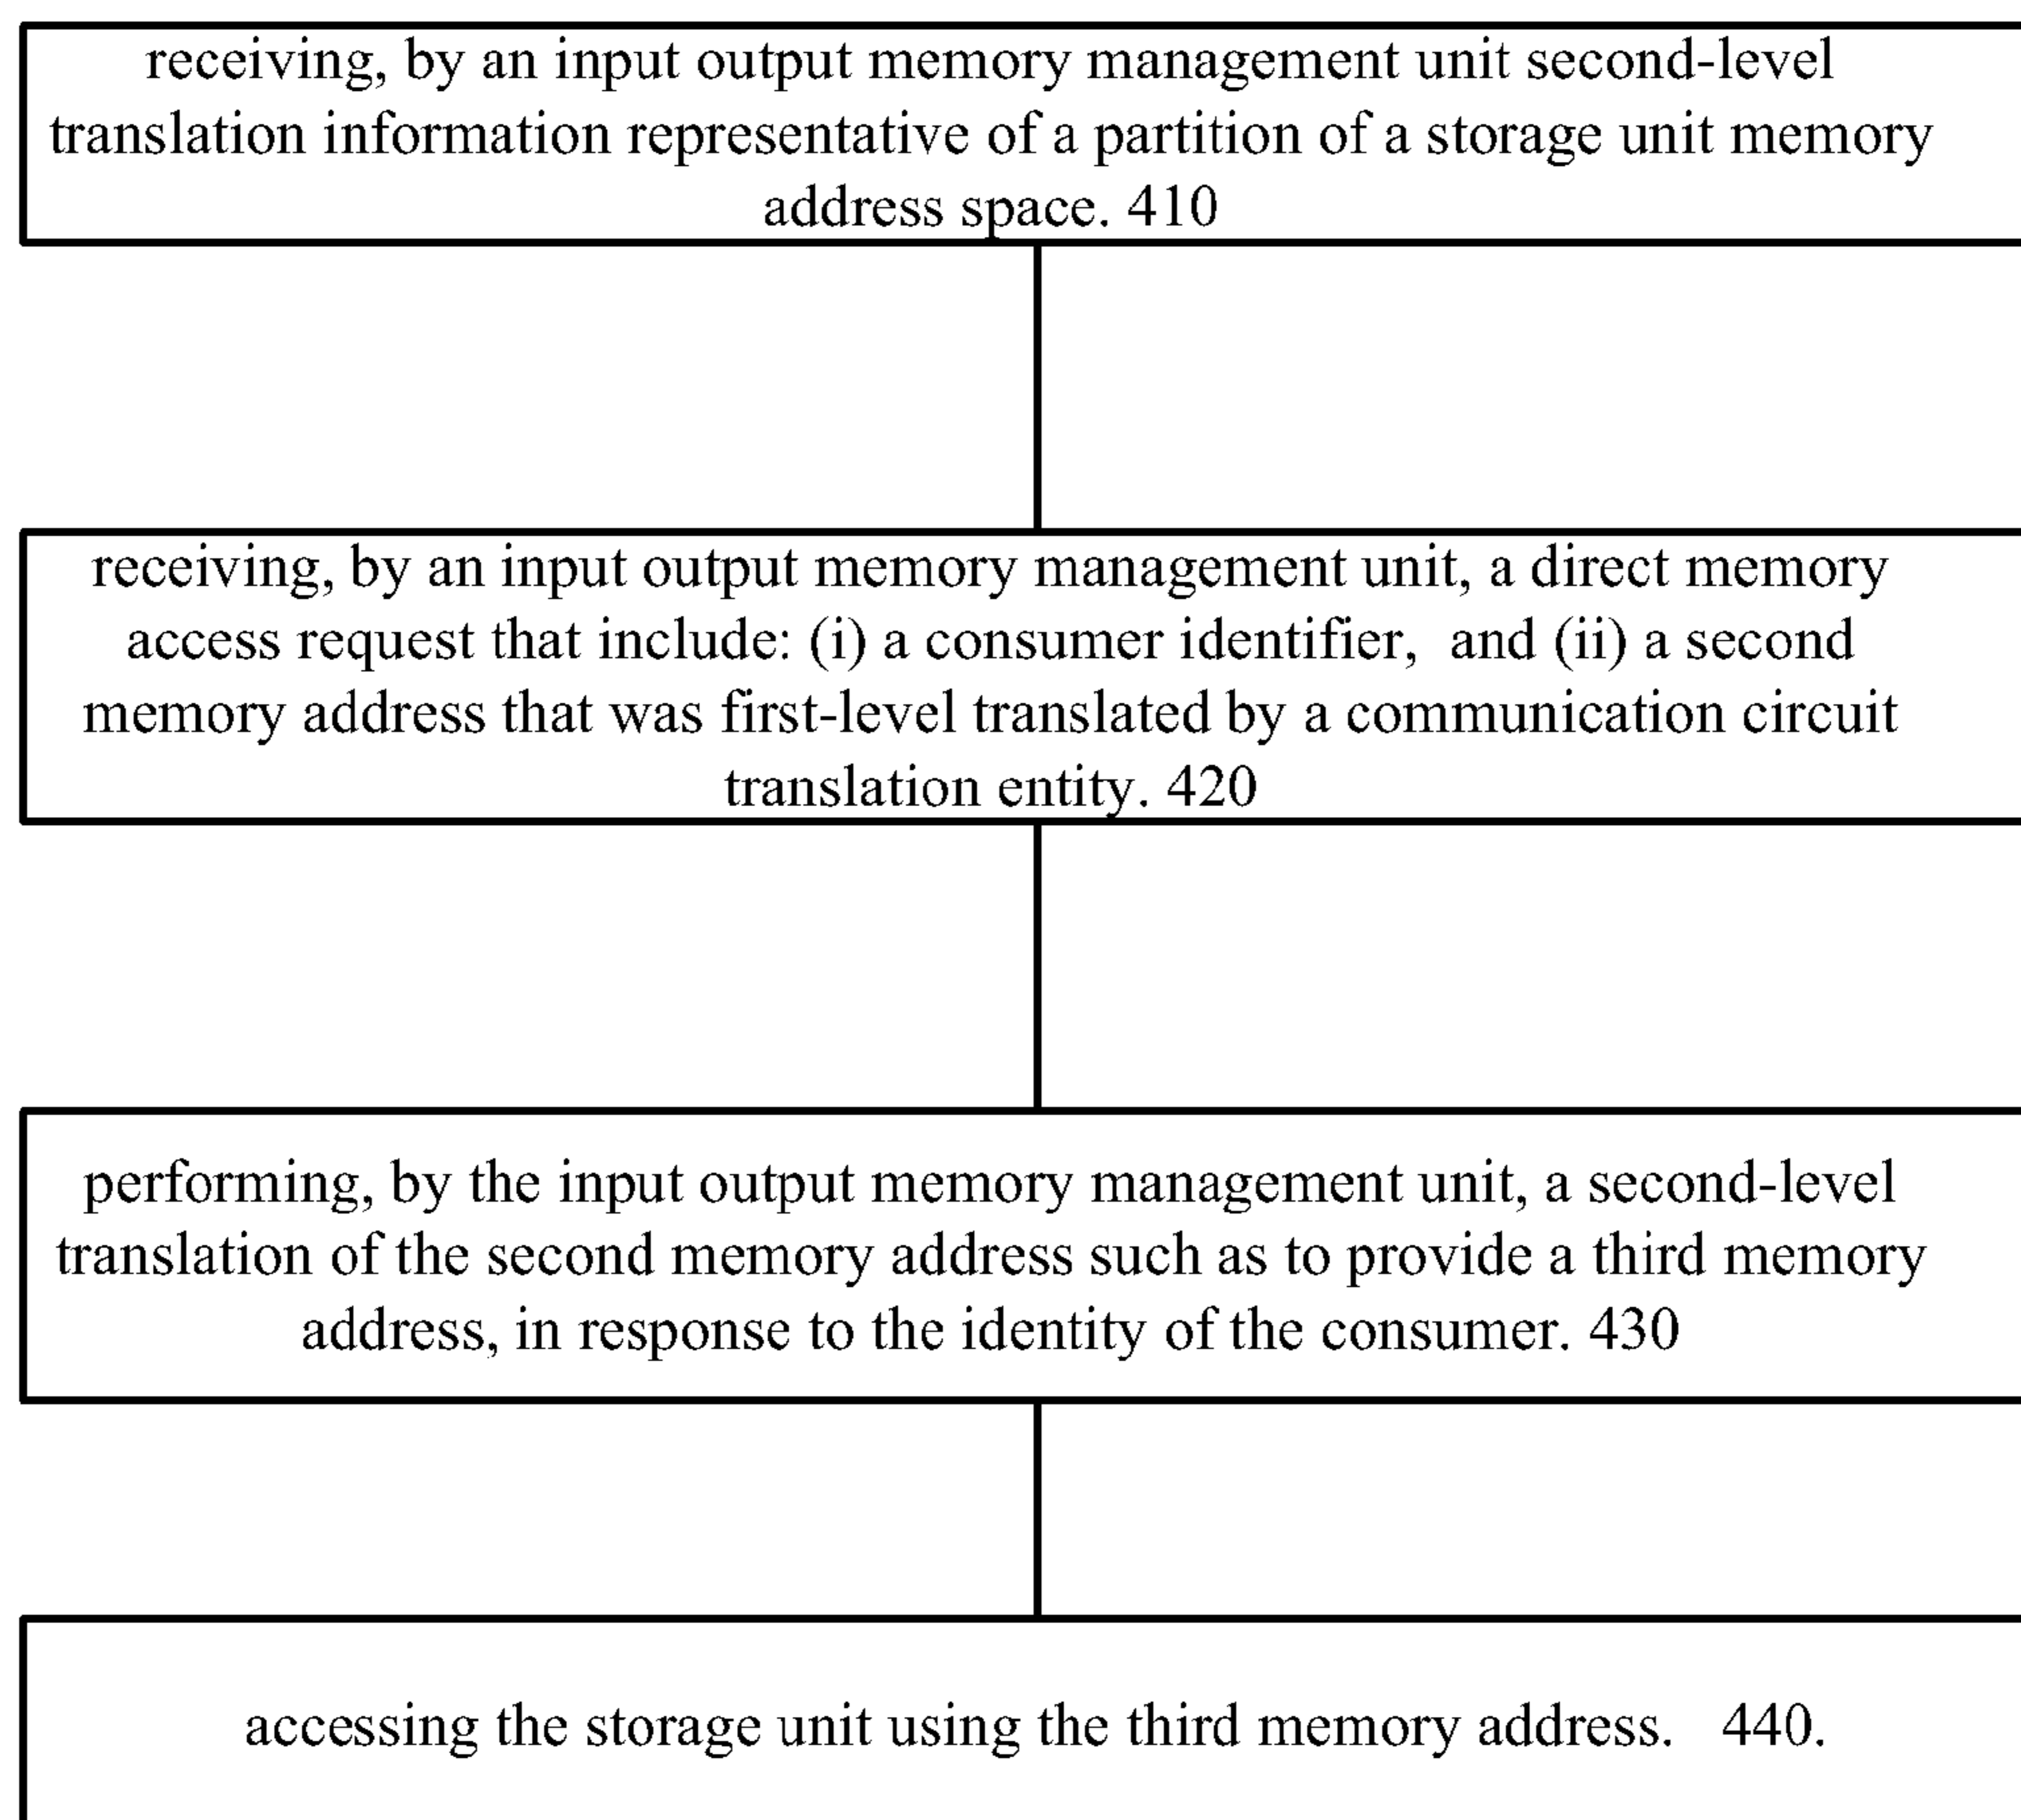 receiving, by an input output memory management unit second-level
translation information representative of a partition of a storage unit memory
address space. 410
receiving, by an input output memory management unit, a direct memory
access request that include: (i) a consumer identifier,  and (ii) a second
memory address that was first-level translated by a communication circuit
translation entity. 420
performing, by the input output memory management unit, a second-level
translation of the second memory address such as to provide a third memory
address, in response to the identity of the consumer. 430
accessing the storage unit using the third memory address.   440.